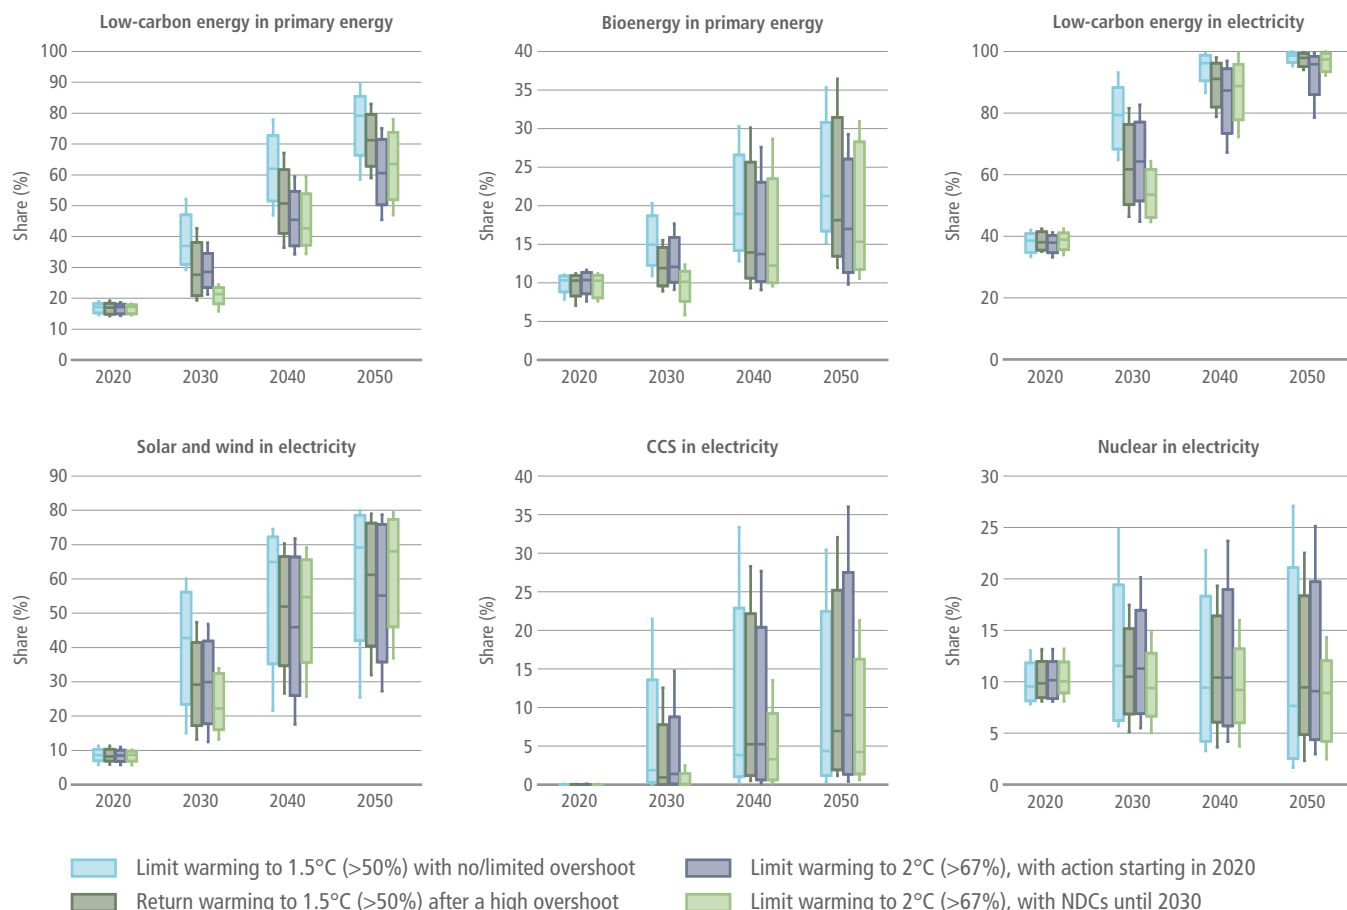 Low-carbon energy in primary energy
Share (%)
100
90
80
70
60
50
40
30
20
10
0
2020 2030 2040 2050
Bioenergy in primary energy
Share (%)
40
35
30
25
20
15
10
5
0
2020 2030 2040 2050
Low-carbon energy in electricity
Share (%)
100
80
60
40
20
0
2020 2030 2040 2050
Solar and wind in electricity
Share (%)
90
80
70
60
50
40
30
20
10
0
2020 2030 2040 2050
CCS in electricity
Share (%)
40
35
30
25
20
15
10
5
0
2020 2030 2040 2050
Nuclear in electricity
Share (%)
30
25
20
15
10
5
0
2020 2030 2040 2050
Limit warming to 1.5°C (>50%) with no/limited overshoot
Limit warming to 2°C (>67%), with action starting in 2020
Return warming to 1.5°C (>50%) after a high overshoot
Limit warming to 2°C (>67%), with NDCs until 2030